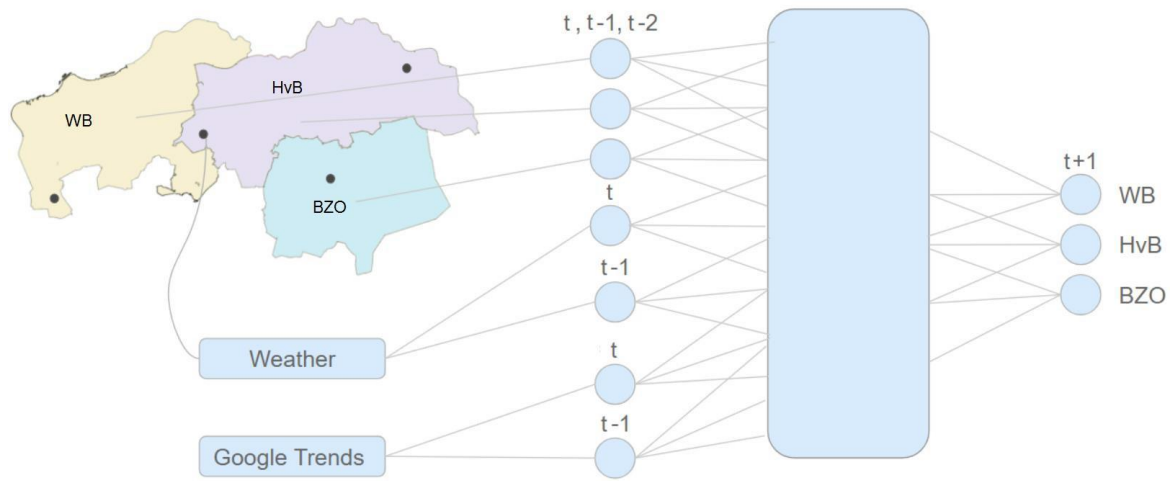 t, t-1, t-2
HvB
WB
BZO
t
t-1
Weather
t
t-1
Google Trends
t+1
WB
HvB
BZO